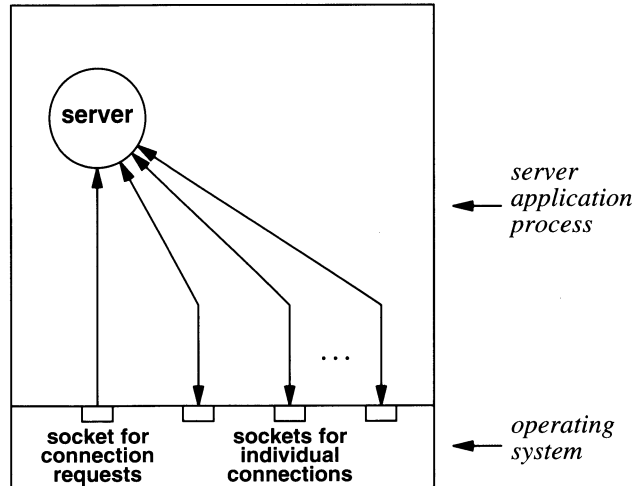 server
server
application
process
...
socket for
connection
requests
sockets for
individual
connections
operating
system